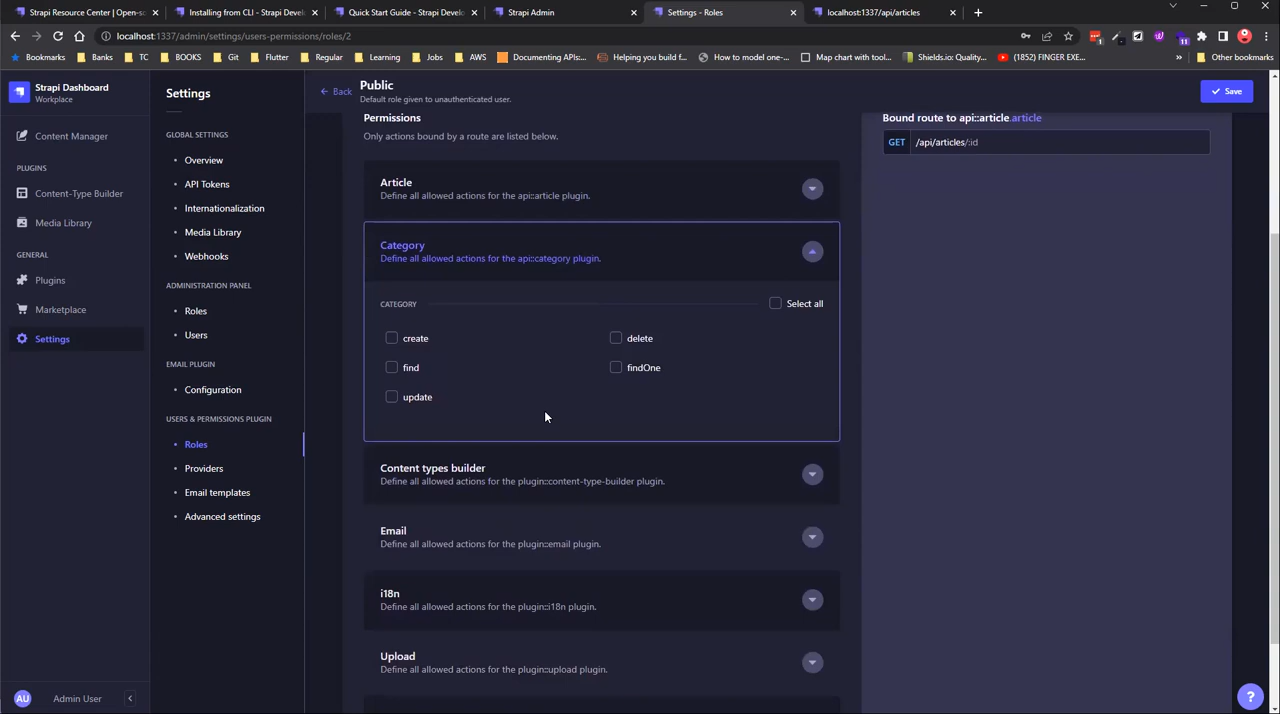 Strapi Resource Center | Open-so
Installing from CLI - Strapi Devel
Quick Start Guide - Strapi Develo
Strapi Admin
Settings - Roles
localhost:1337/api/articles
localhost:1337/admin/settings/users-permissions/roles/2
Bookmarks
Banks
TC
BOOKS
Git
Flutter
Regular
Learning
Jobs
AWS
Documenting APIs...
Helping you build f...
How to model one-...
Map chart with tool...
Shields.io: Quality...
(1852) FINGER EXE...
»
Other bookmarks
Strapi Dashboard
Workplace
Content Manager
PLUGINS
Content-Type Builder
Media Library
GENERAL
Plugins
Marketplace
Settings
AU
Admin User
Settings
GLOBAL SETTINGS
Overview
API Tokens
Internationalization
Media Library
Webhooks
ADMINISTRATION PANEL
Roles
Users
EMAIL PLUGIN
Configuration
USERS & PERMISSIONS PLUGIN
Roles
Providers
Email templates
Advanced settings
Back
Public
Default role given to unauthenticated user.
Save
Permissions
Only actions bound by a route are listed below.
Article
Define all allowed actions for the api::article plugin.
Category
Define all allowed actions for the api::category plugin.
CATEGORY
Select all
create
delete
find
findOne
update
Content types builder
Define all allowed actions for the plugin::content-type-builder plugin.
Email
Define all allowed actions for the plugin::email plugin.
i18n
Define all allowed actions for the plugin::i18n plugin.
Upload
Define all allowed actions for the plugin::upload plugin.
Bound route to api::article.article
GET /api/articles/:id
?